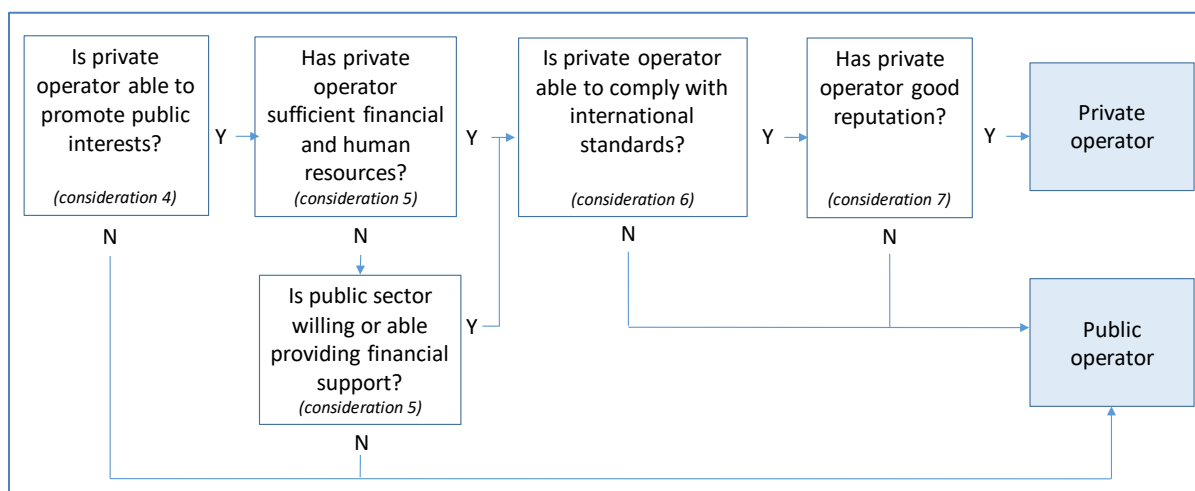 Is private
operator able to
promote public
interests?
(consideration 4)
Y
N
Has private
operator
sufficient financial
and human
resources?
(consideration 5)
Y
N
Is public sector
willing or able
providing financial
support?
(consideration 5)
Y
N
Is private operator
able to comply with
international
standards?
(consideration 6)
Y
N
Has private
operator good
reputation?
(consideration 7)
Y
N
Private
operator
Public
operator